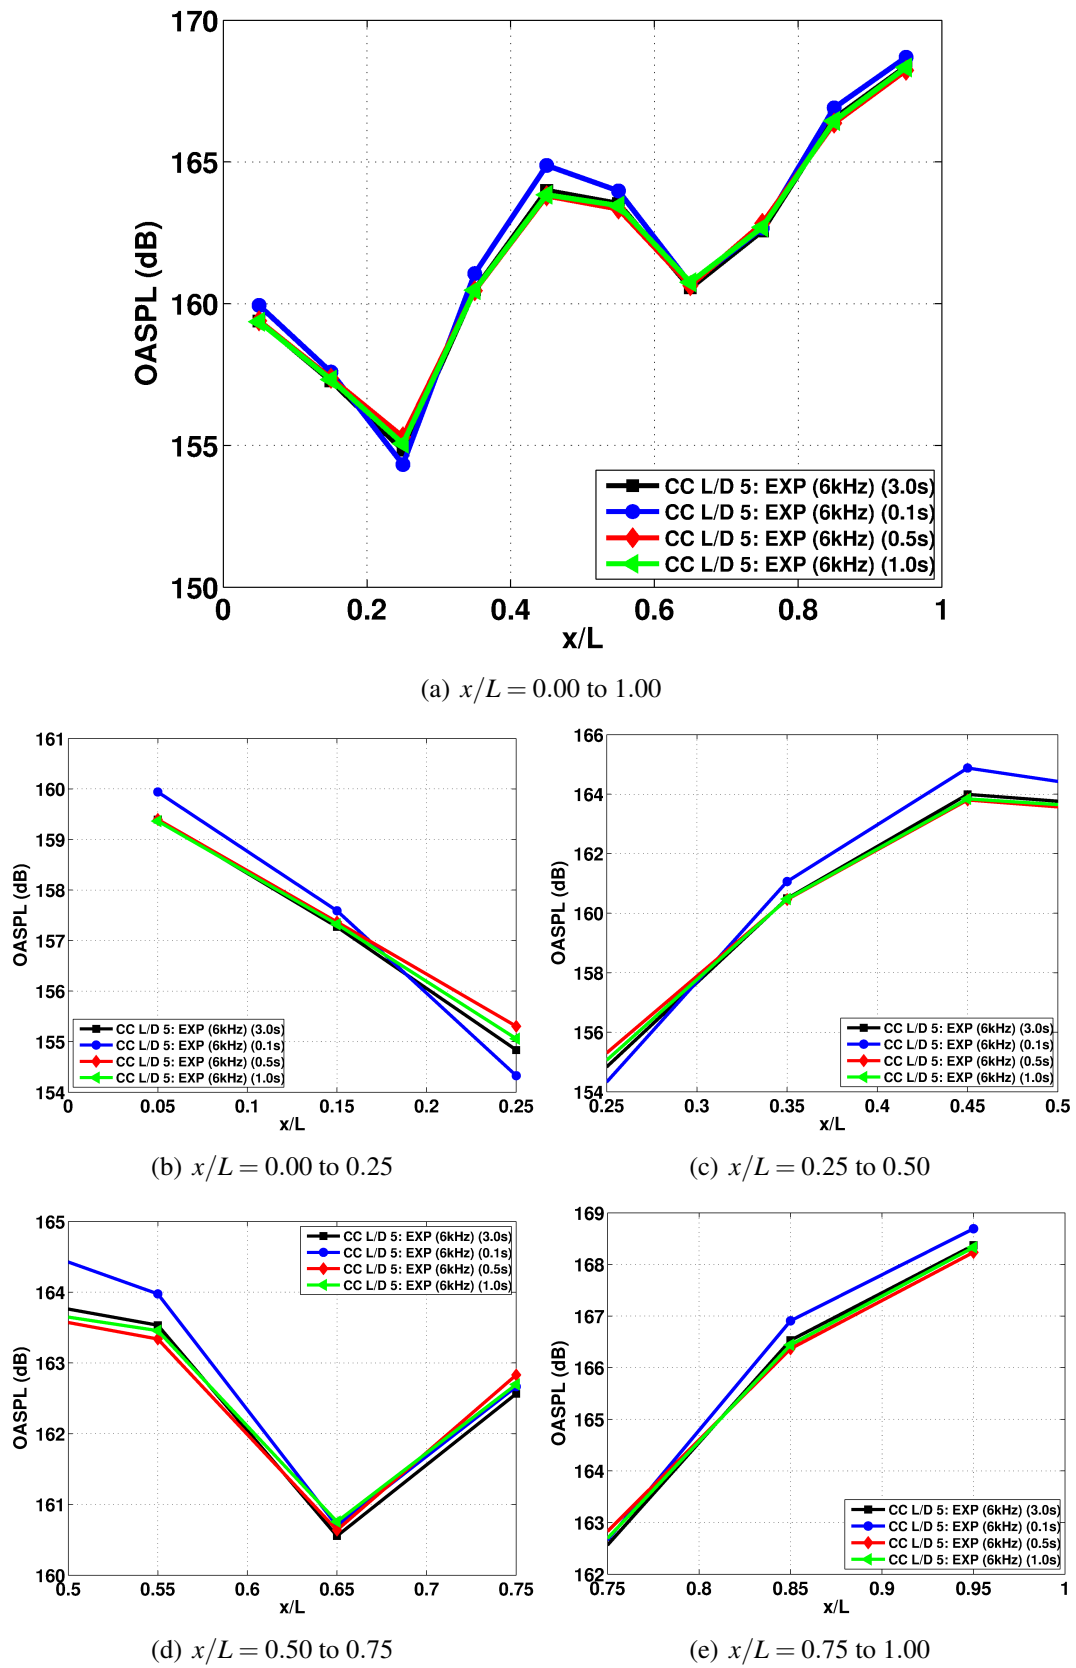 170
165
160
155
150
OASPL (dB)
0
0.2
0.4
0.6
0.8
1
x/L
CC L/D 5: EXP (6kHz) (3.0s)
CC L/D 5: EXP (6kHz) (0.1s)
CC L/D 5: EXP (6kHz) (0.5s)
CC L/D 5: EXP (6kHz) (1.0s)
(a) x/L = 0.00 to 1.00
161
160
159
158
157
156
155
154
OASPL (dB)
0
0.05
0.1
0.15
0.2
0.25
x/L
CC L/D 5: EXP (6kHz) (3.0s)
CC L/D 5: EXP (6kHz) (0.1s)
CC L/D 5: EXP (6kHz) (0.5s)
CC L/D 5: EXP (6kHz) (1.0s)
(b) x/L = 0.00 to 0.25
166
164
162
160
158
156
154
OASPL (dB)
0.25
0.3
0.35
0.4
0.45
0.5
x/L
CC L/D 5: EXP (6kHz) (3.0s)
CC L/D 5: EXP (6kHz) (0.1s)
CC L/D 5: EXP (6kHz) (0.5s)
CC L/D 5: EXP (6kHz) (1.0s)
(c) x/L = 0.25 to 0.50
165
164
163
162
161
160
OASPL (dB)
0.5
0.55
0.6
0.65
0.7
0.75
x/L
CC L/D 5: EXP (6kHz) (3.0s)
CC L/D 5: EXP (6kHz) (0.1s)
CC L/D 5: EXP (6kHz) (0.5s)
CC L/D 5: EXP (6kHz) (1.0s)
(d) x/L = 0.50 to 0.75
169
168
167
166
165
164
163
162
OASPL (dB)
0.75
0.8
0.85
0.9
0.95
1
x/L
CC L/D 5: EXP (6kHz) (3.0s)
CC L/D 5: EXP (6kHz) (0.1s)
CC L/D 5: EXP (6kHz) (0.5s)
CC L/D 5: EXP (6kHz) (1.0s)
(e) x/L = 0.75 to 1.00